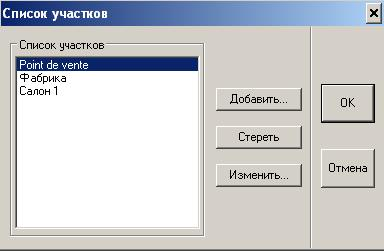 Список участков
Список участков
Point de vente
Фабрика
Салон 1
Добавить...
Стереть
Изменить...
OK
Отмена